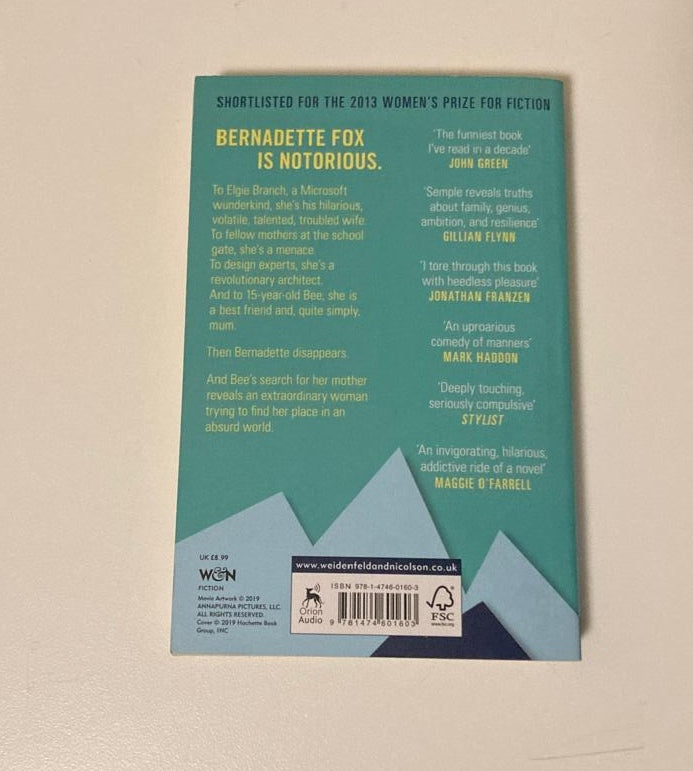 SHORTLISTED FOR THE 2013 WOMEN'S PRIZE FOR FICTION
BERNADETTE FOX
IS NOTORIOUS.
To Elgie Branch, a Microsoft
wunderkind, she's his hilarious,
volatile, talented, troubled wife.
To fellow mothers at the school
gate, she's a menace.
To design experts, she's a
revolutionary architect.
And to 15-year-old Bee, she is
a best friend and, quite simply,
mum.
Then Bernadette disappears.
And Bee's search for her mother
reveals an extraordinary woman
trying to find her place in an
absurd world.
'The funniest book
I've read in a decade'
JOHN GREEN
'Semple reveals truths
about family, genius,
ambition, and resilience'
GILLIAN FLYNN
'I tore through this book
with heedless pleasure'
JONATHAN FRANZEN
'An uproarious
comedy of manners'
MARK HADDON
'Deeply touching,
seriously compulsive'
STYLIST
'An invigorating, hilarious,
addictive ride of a novel'
MAGGIE O'FARRELL
UK £8.99
W&N
FICTION
Movie Artwork © 2019
ANNAPURNA PICTURES, LLC.
ALL RIGHTS RESERVED.
Cover © 2019 Hachette Book
Group, INC
www.weidenfeldandnicolson.co.uk
ISBN 978-1-4746-0160-3
Orion
Audio
9 781474 601603
FSC
www.fsc.org